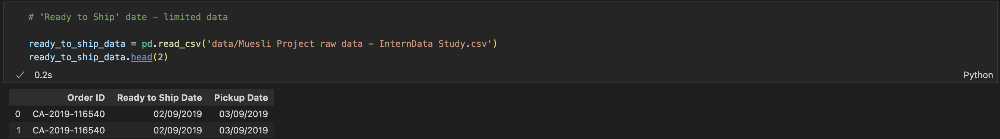 # 'Ready to Ship' date – limited data
ready_to_ship_data = pd.read_csv('data/Muesli Project raw data – InternData Study.csv')
ready_to_ship_data.head(2)
✓ 0.2s Python
Order ID Ready to Ship Date Pickup Date
0 CA-2019-116540 02/09/2019 03/09/2019
1 CA-2019-116540 02/09/2019 03/09/2019